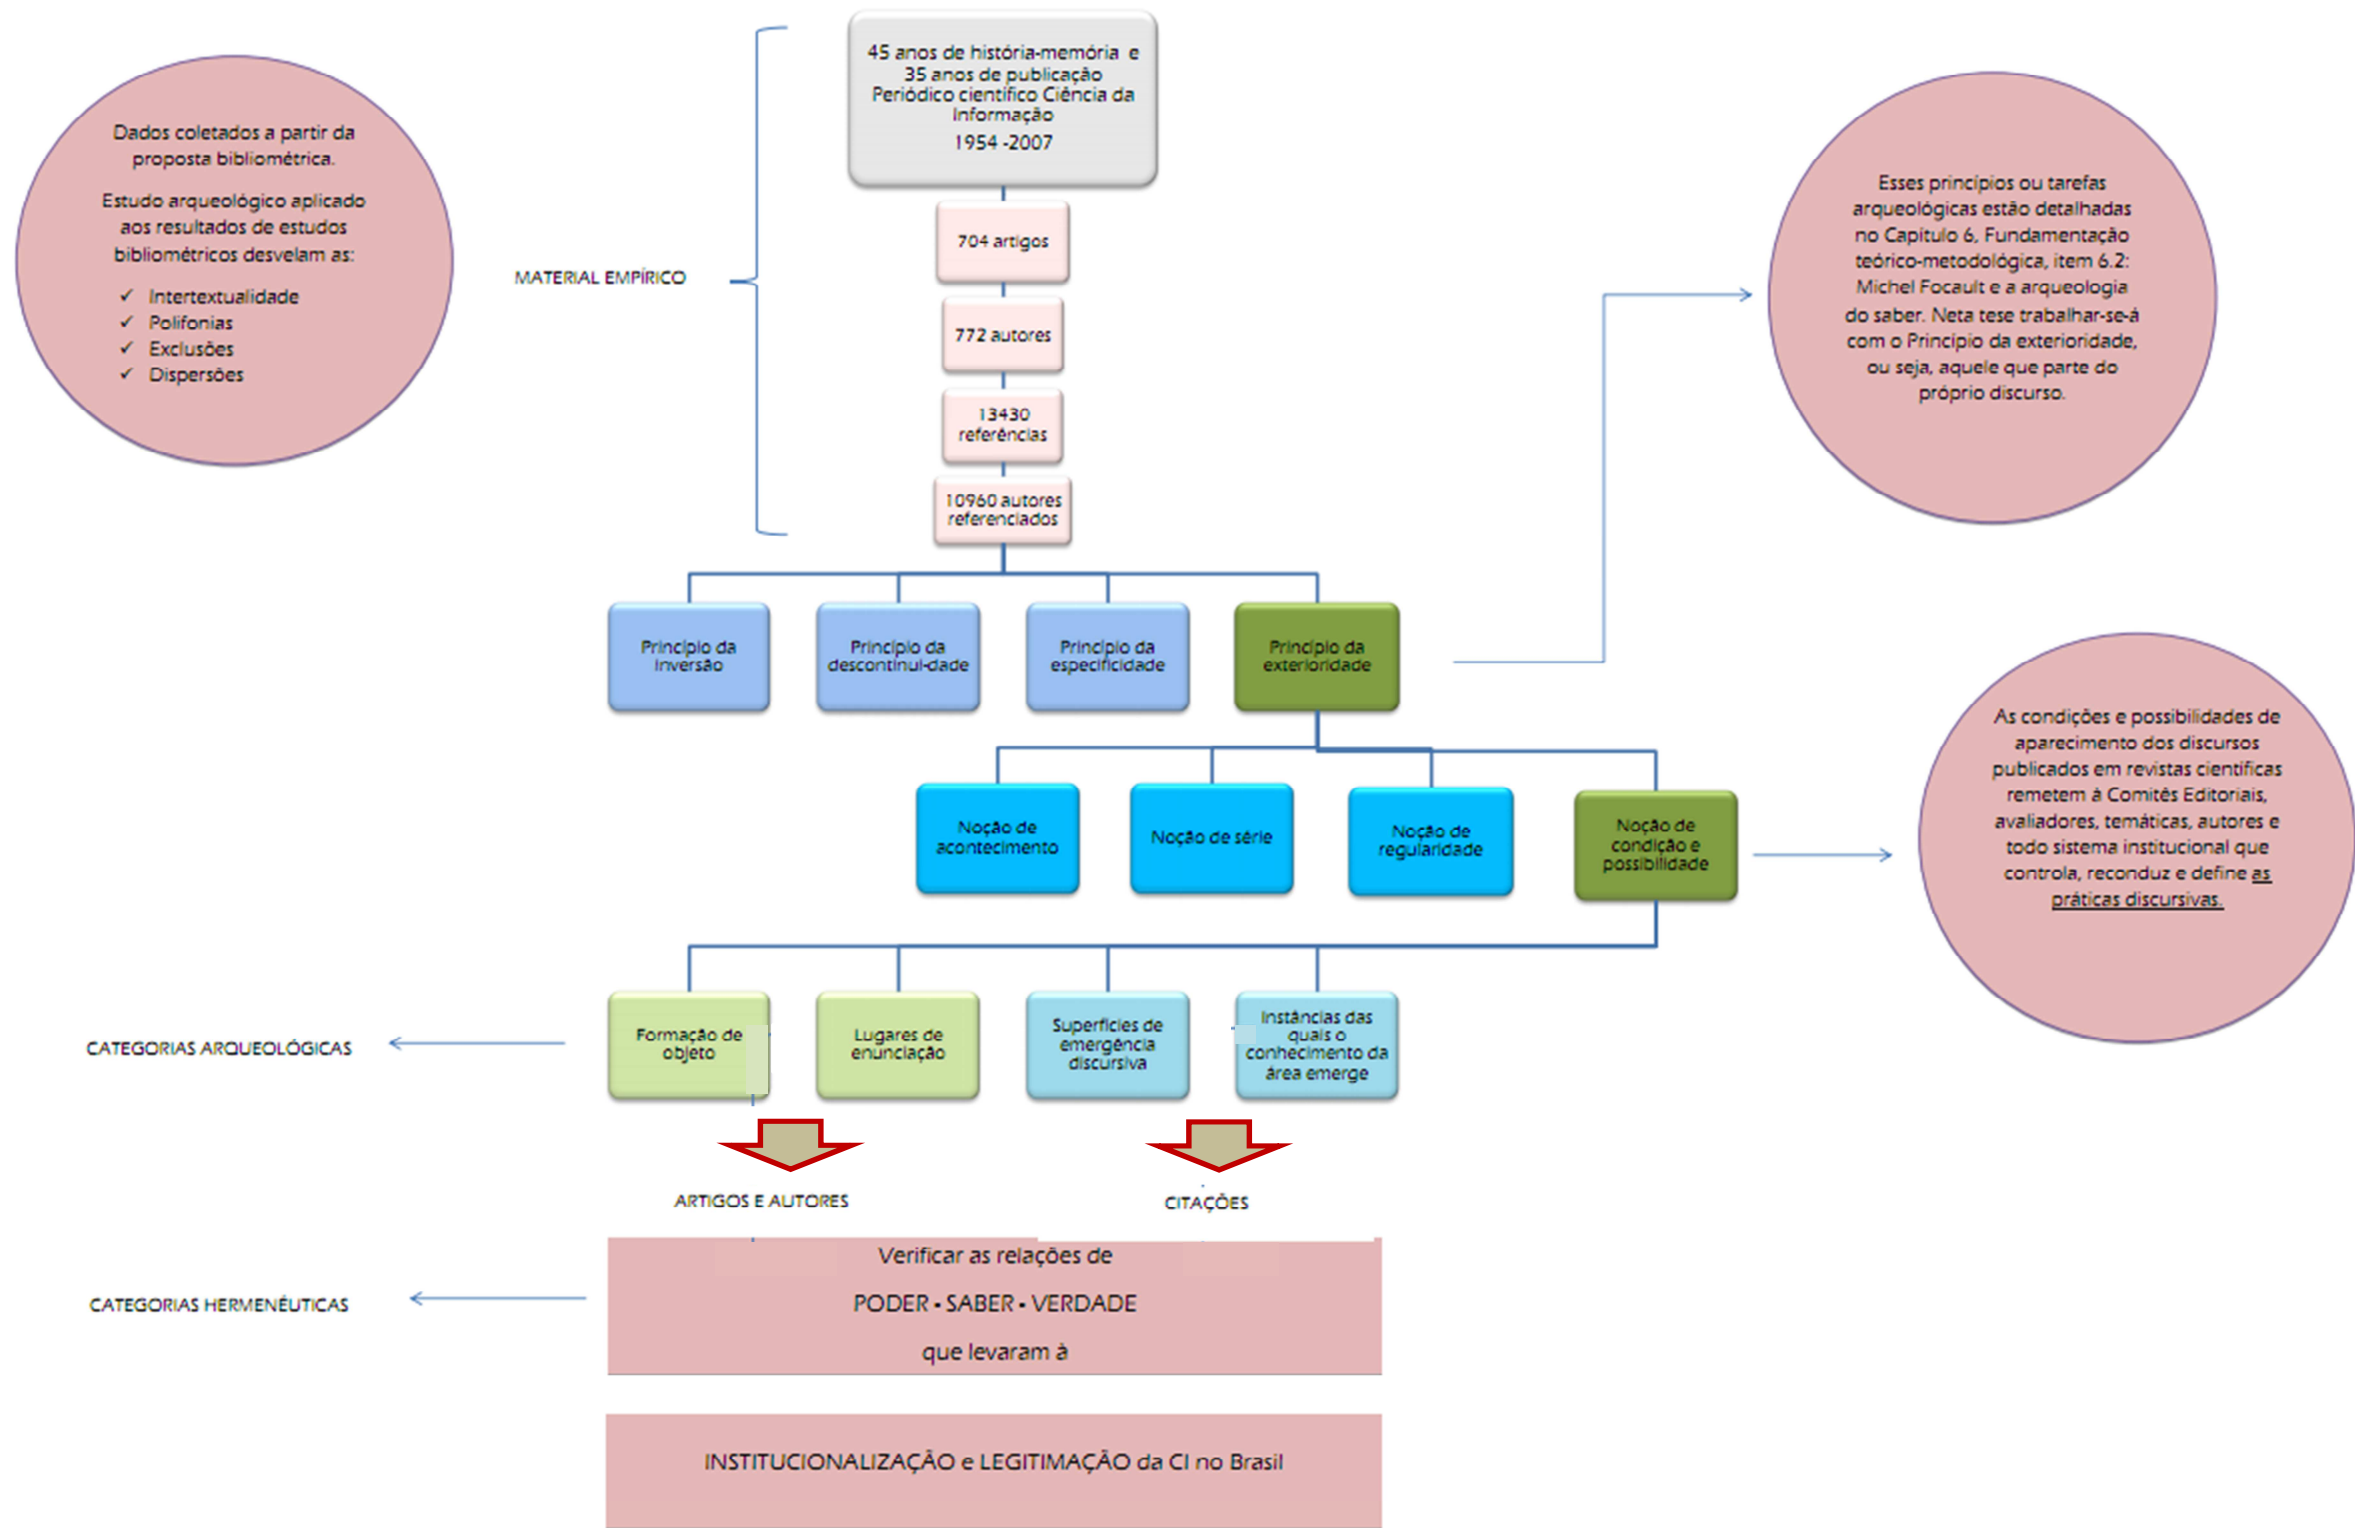 45 anos de história-memória e
35 anos de publicação
Periódico científico Ciência da
Informação
1954 -2007
Dados coletados a partir da
proposta bibliométrica.
Estudo arqueológico aplicado
aos resultados de estudos
bibliométricos desvelam as:
✓ Intertextualidade
✓ Polifonias
✓ Exclusões
✓ Dispersões
MATERIAL EMPÍRICO
704 artigos
772 autores
13430
referências
10960 autores
referenciados
Esses princípios ou tarefas
arqueológicas estão detalhadas
no Capítulo 6, Fundamentação
teórico-metodológica, item 6.2:
Michel Focault e a arqueologia
do saber. Neta tese trabalhar-se-á
com o Princípio da exterioridade,
ou seja, aquele que parte do
próprio discurso.
Princípio da
inversão
Princípio da
descontinui-dade
Princípio da
especificidade
Princípio da
exterioridade
Noção de
acontecimento
Noção de série
Noção de
regularidade
Noção de
condição e
possibilidade
As condições e possibilidades de
aparecimento dos discursos
publicados em revistas científicas
remetem à Comitês Editoriais,
avaliadores, temáticas, autores e
todo sistema institucional que
controla, reconduz e define as
práticas discursivas.
CATEGORIAS ARQUEOLÓGICAS
Formação de
objeto
Lugares de
enunciação
Superfícies de
emergência
discursiva
Instâncias das
quais o
conhecimento da
área emerge
ARTIGOS E AUTORES
CITAÇÕES
CATEGORIAS HERMENÉUTICAS
Verificar as relações de
PODER • SABER • VERDADE
que levaram à
INSTITUCIONALIZAÇÃO e LEGITIMAÇÃO da CI no Brasil